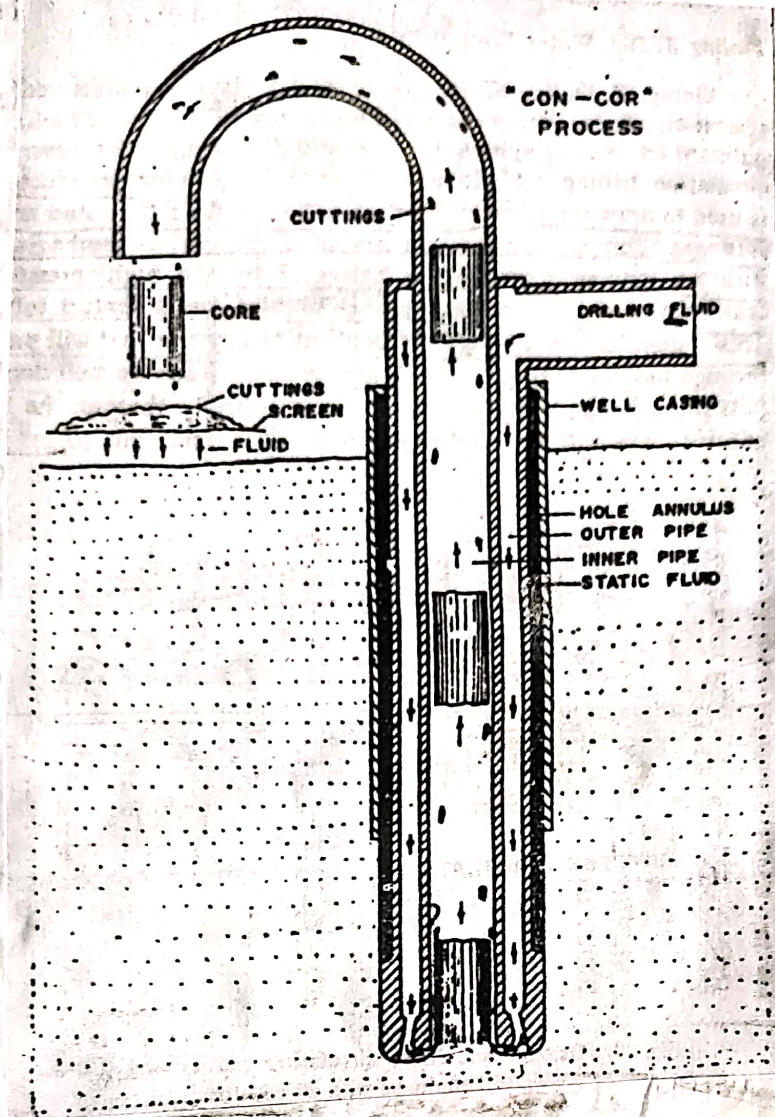 "CON-COR"
PROCESS
CUTTINGS
CORE
DRILLING FLUID
CUTTINGS
SCREEN
FLUID
WELL CASING
HOLE ANNULUS
OUTER PIPE
INNER PIPE
STATIC FLUID